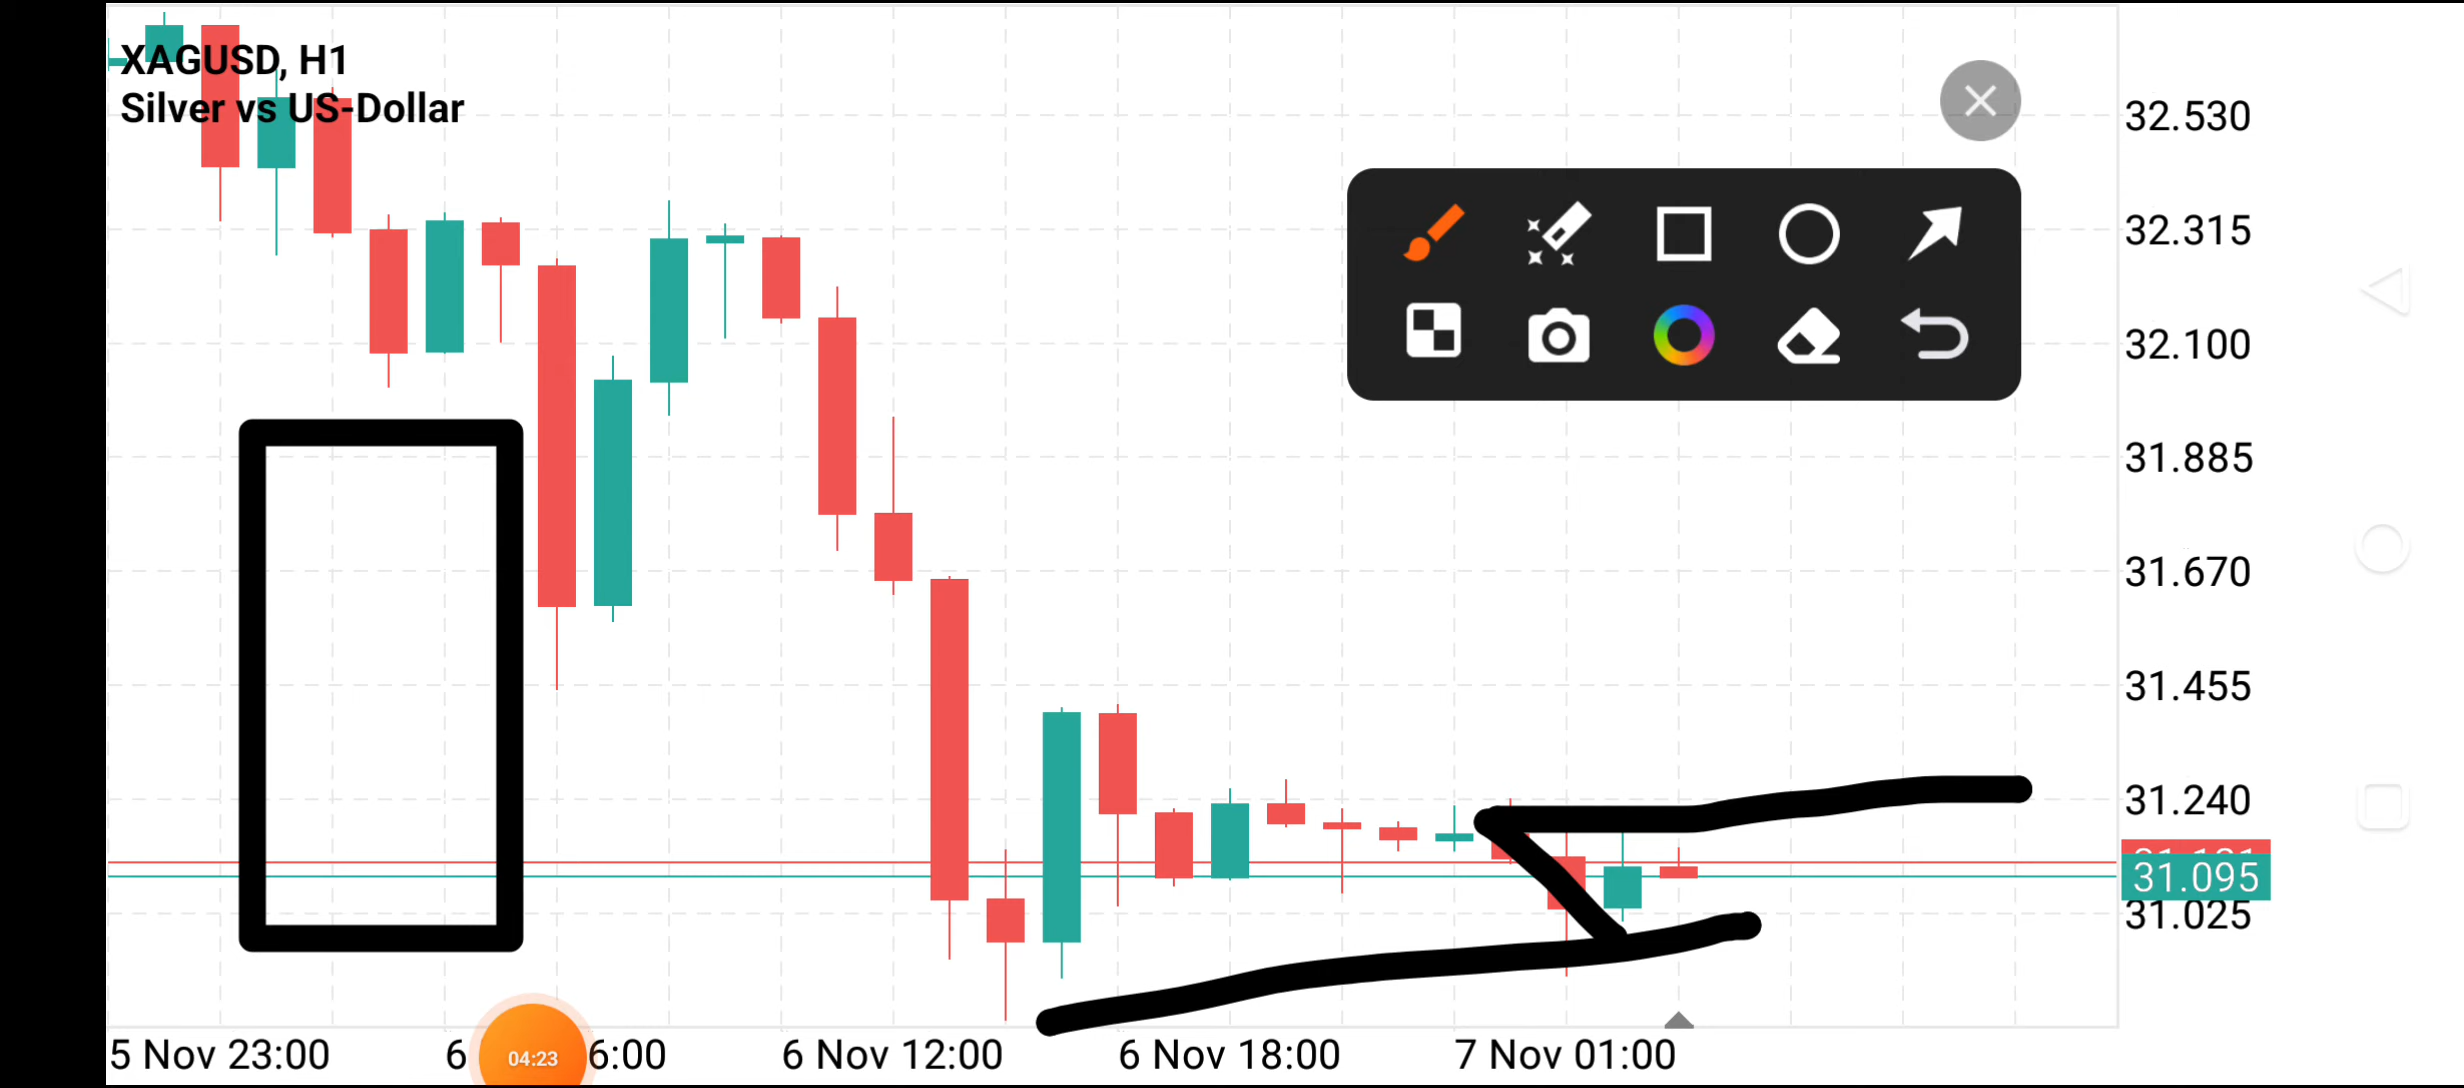 XAGUSD, H1
Silver vs US-Dollar
32.530
32.315
32.100
31.885
31.670
31.455
31.240
31.095
31.025
5 Nov 23:00
6
6:00
6 Nov 12:00
6 Nov 18:00
7 Nov 01:00
04:23